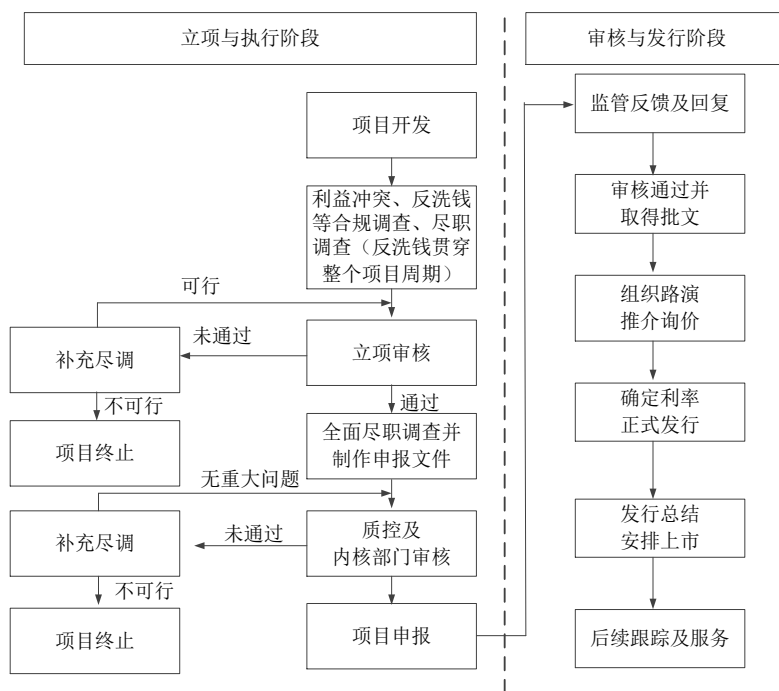 立项与执行阶段
项目开发
利益冲突、反洗钱
等合规调查、尽职
调查（反洗钱贯穿
整个项目周期）
可行
未通过
补充尽调
立项审核
不可行
通过
项目终止
全面尽职调查并
制作申报文件
无重大问题
补充尽调
未通过
质控及
内核部门审核
不可行
项目终止
项目申报
审核与发行阶段
监管反馈及回复
审核通过并
取得批文
组织路演
推介询价
确定利率
正式发行
发行总结
安排上市
后续跟踪及服务